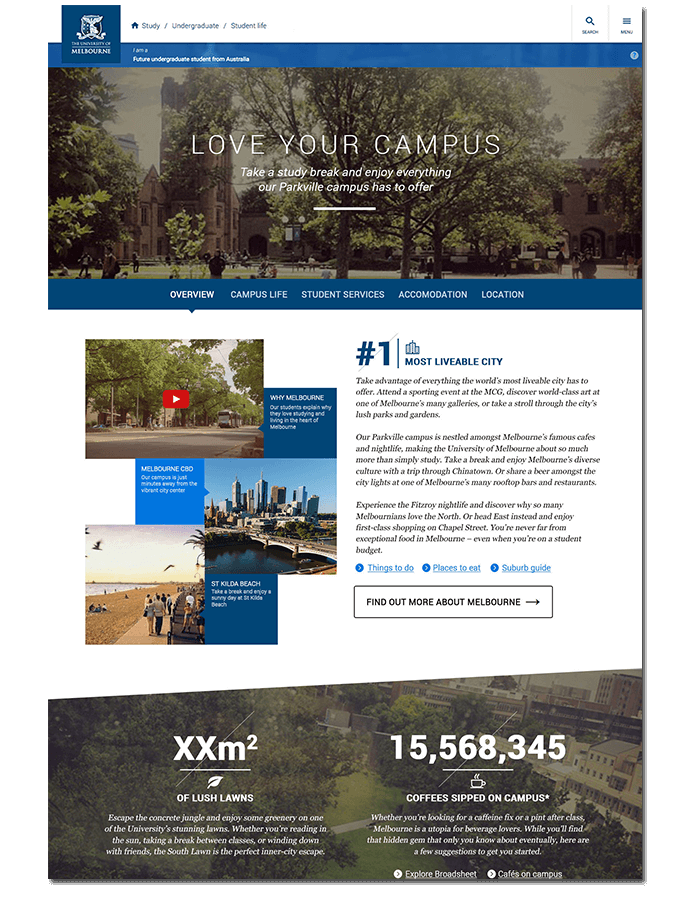 THE UNIVERSITY OF
MELBOURNE
Study / Undergraduate / Student life
SEARCH
MENU
I am a
Future undergraduate student from Australia
?
LOVE YOUR CAMPUS
Take a study break and enjoy everything
our Parkville campus has to offer
OVERVIEW
CAMPUS LIFE
STUDENT SERVICES
ACCOMODATION
LOCATION
WHY MELBOURNE
Our students explain why
they love studying and
living in the heart of
Melbourne
MELBOURNE CBD
Our campus is just
minutes away from the
vibrant city center
ST KILDA BEACH
Take a break and enjoy a
sunny day at St Kilda
Beach
#1
MOST LIVEABLE CITY
Take advantage of everything the world's most liveable city has to
offer. Attend a sporting event at the MCG, discover world-class art at
one of Melbourne's many galleries, or take a stroll through the city's
lush parks and gardens.
Our Parkville campus is nestled amongst Melbourne's famous cafes
and nightlife, making the University of Melbourne about so much
more than simply study. Take a break and enjoy Melbourne's diverse
culture with a trip through Chinatown. Or share a beer amongst the
city lights at one of Melbourne's many rooftop bars and restaurants.
Experience the Fitzroy nightlife and discover why so many
Melbournians love the North. Or head East instead and enjoy
first-class shopping on Chapel Street. You're never far from
exceptional food in Melbourne – even when you're on a student
budget.
Things to do
Places to eat
Suburb guide
FIND OUT MORE ABOUT MELBOURNE
XXm²
OF LUSH LAWNS
Escape the concrete jungle and enjoy some greenery on one
of the University's stunning lawns. Whether you're reading in
the sun, taking a break between classes, or winding down
with friends, the South Lawn is the perfect inner-city escape.
15,568,345
COFFEES SIPPED ON CAMPUS*
Whether you're looking for a caffeine fix or a pint after class,
Melbourne is a utopia for beverage lovers. While you'll find
that hidden gem that only you know about eventually, here are
a few suggestions to get you started.
Explore Broadsheet
Cafés on campus